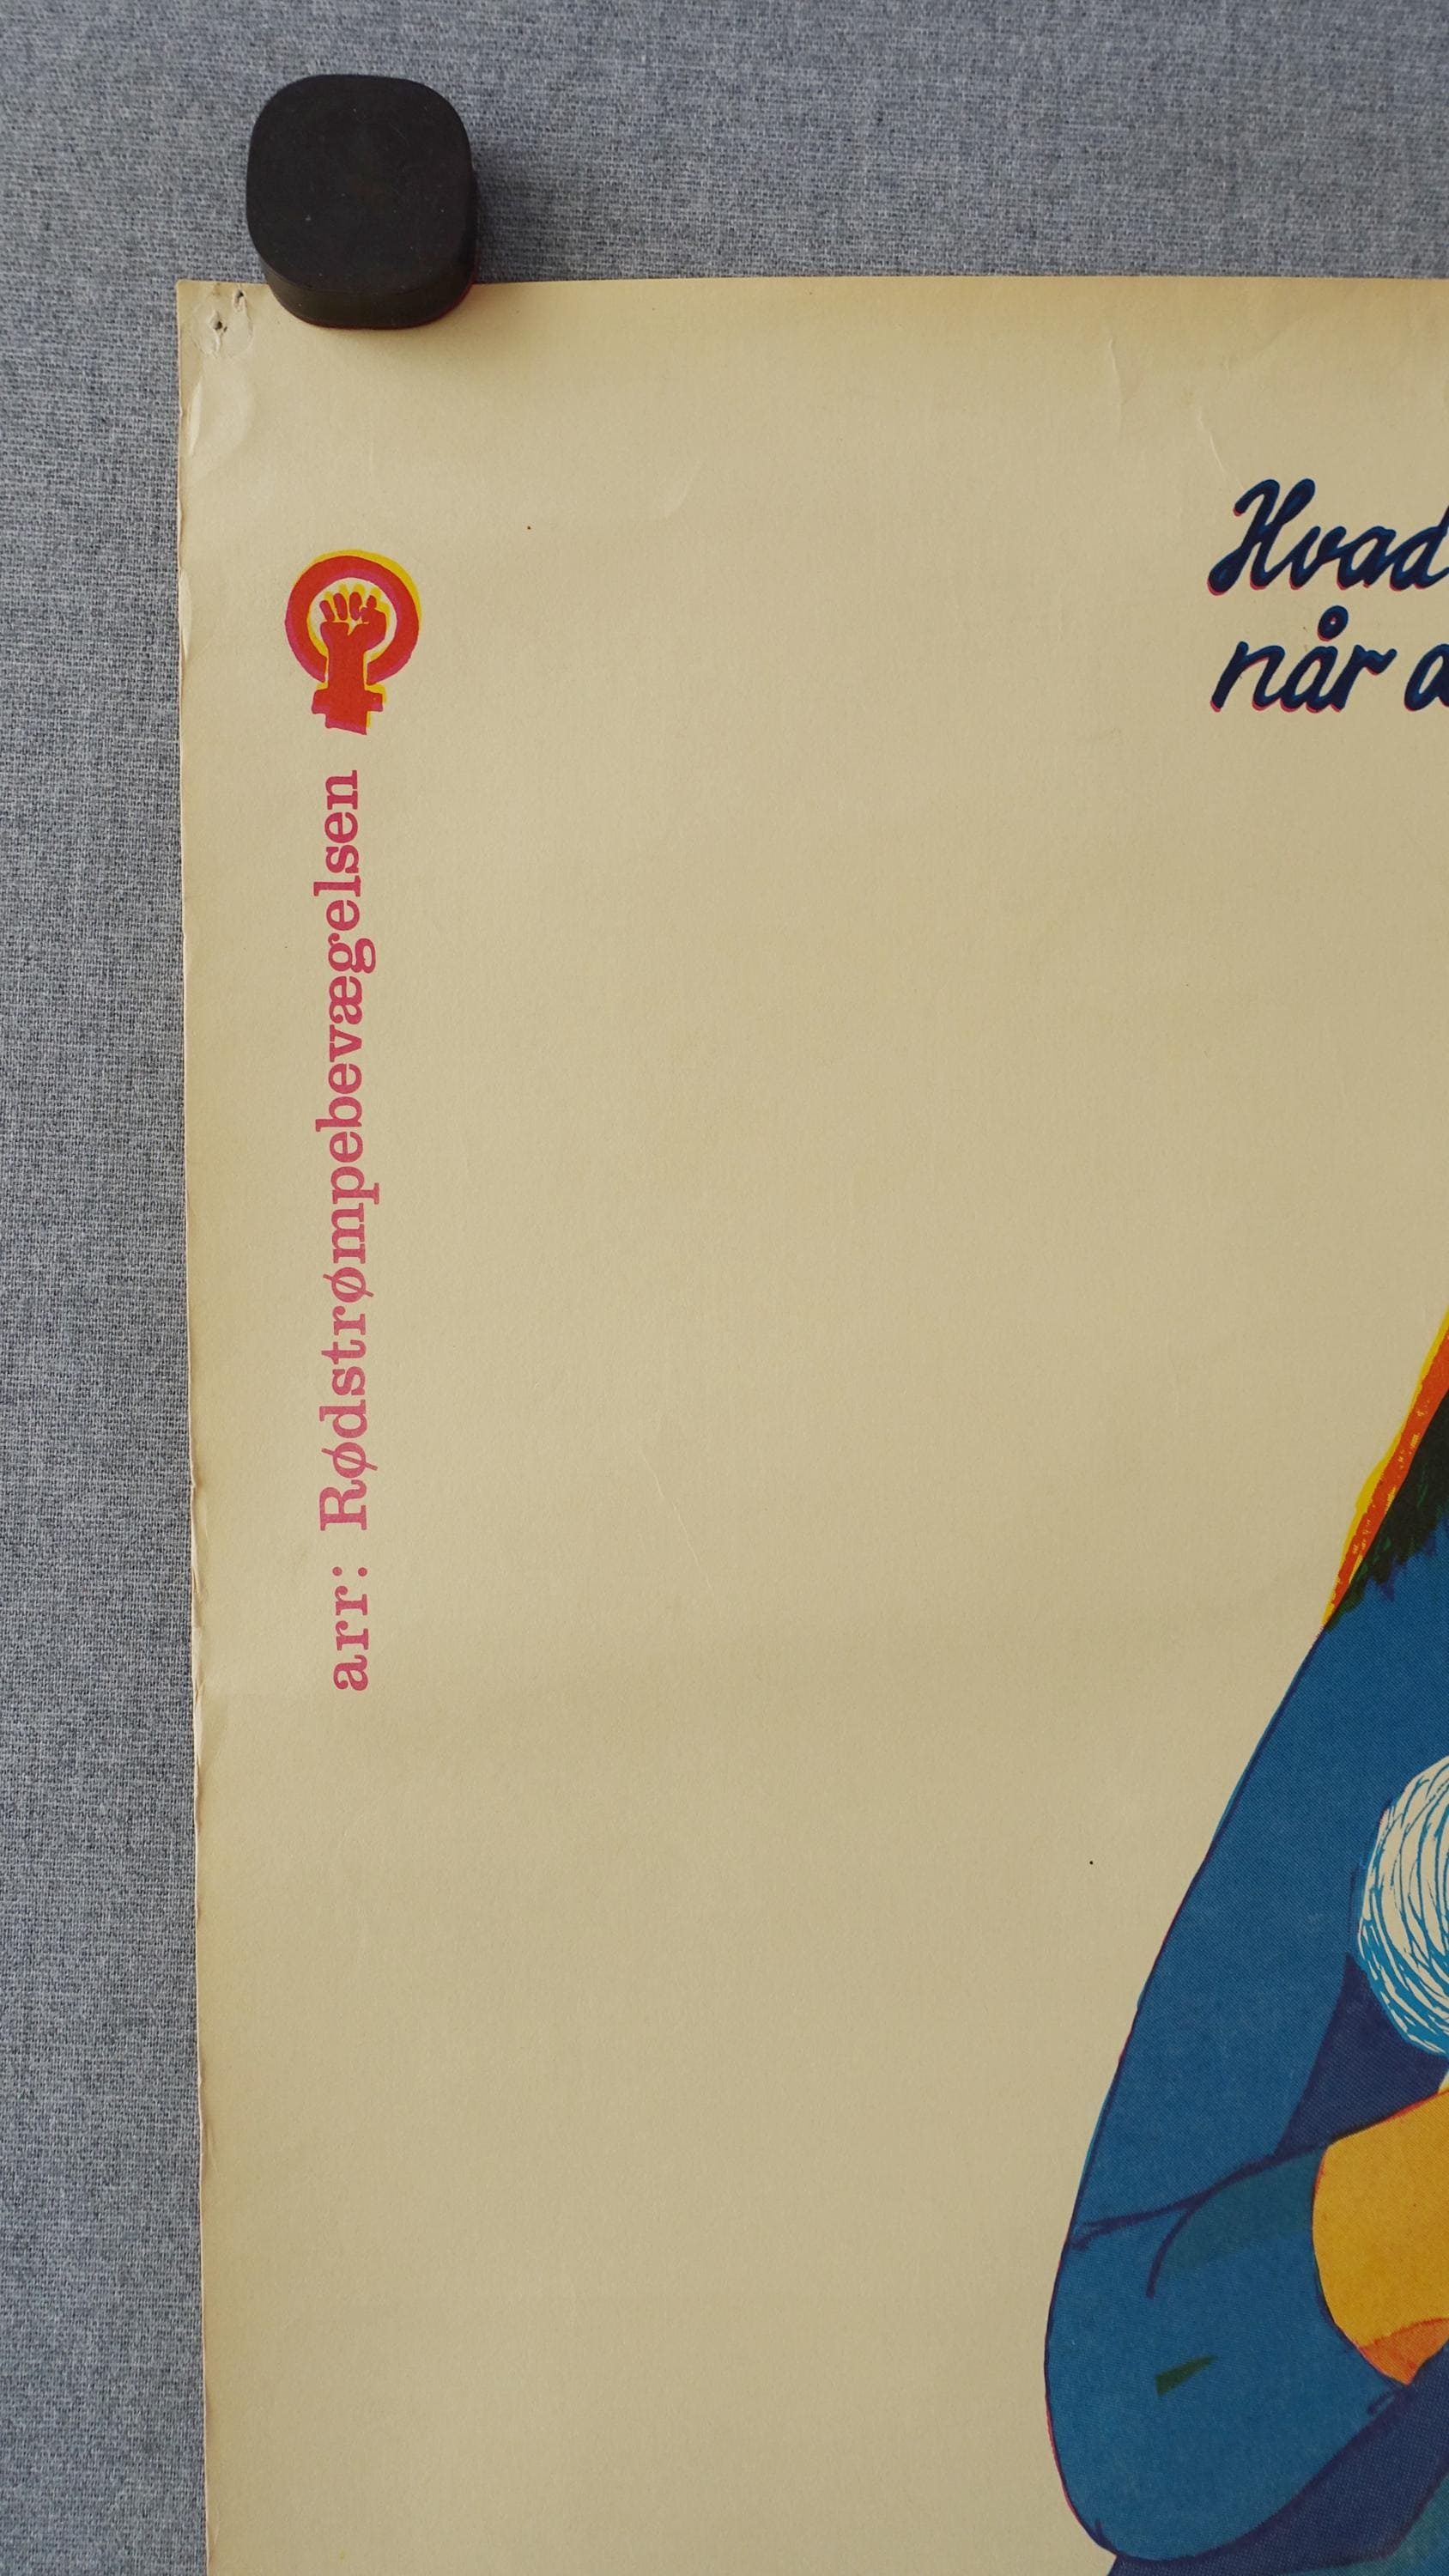 Hvad
når
arr: Rødstrømpebevægelsen